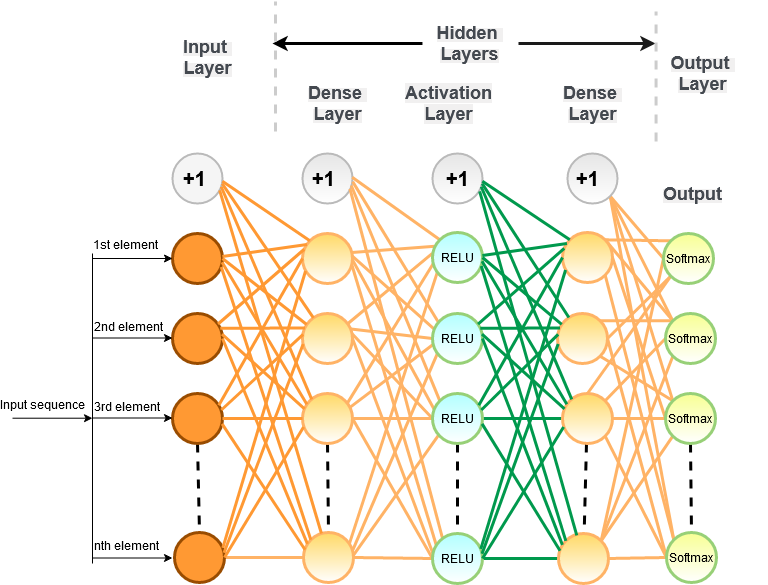 Input
Layer
Hidden
Layers
Output
Layer
Dense
Layer
Activation
Layer
Dense
Layer
+1
+1
+1
+1
Output
1st element
RELU
Softmax
2nd element
RELU
Softmax
Input sequence
3rd element
RELU
Softmax
nth element
RELU
Softmax